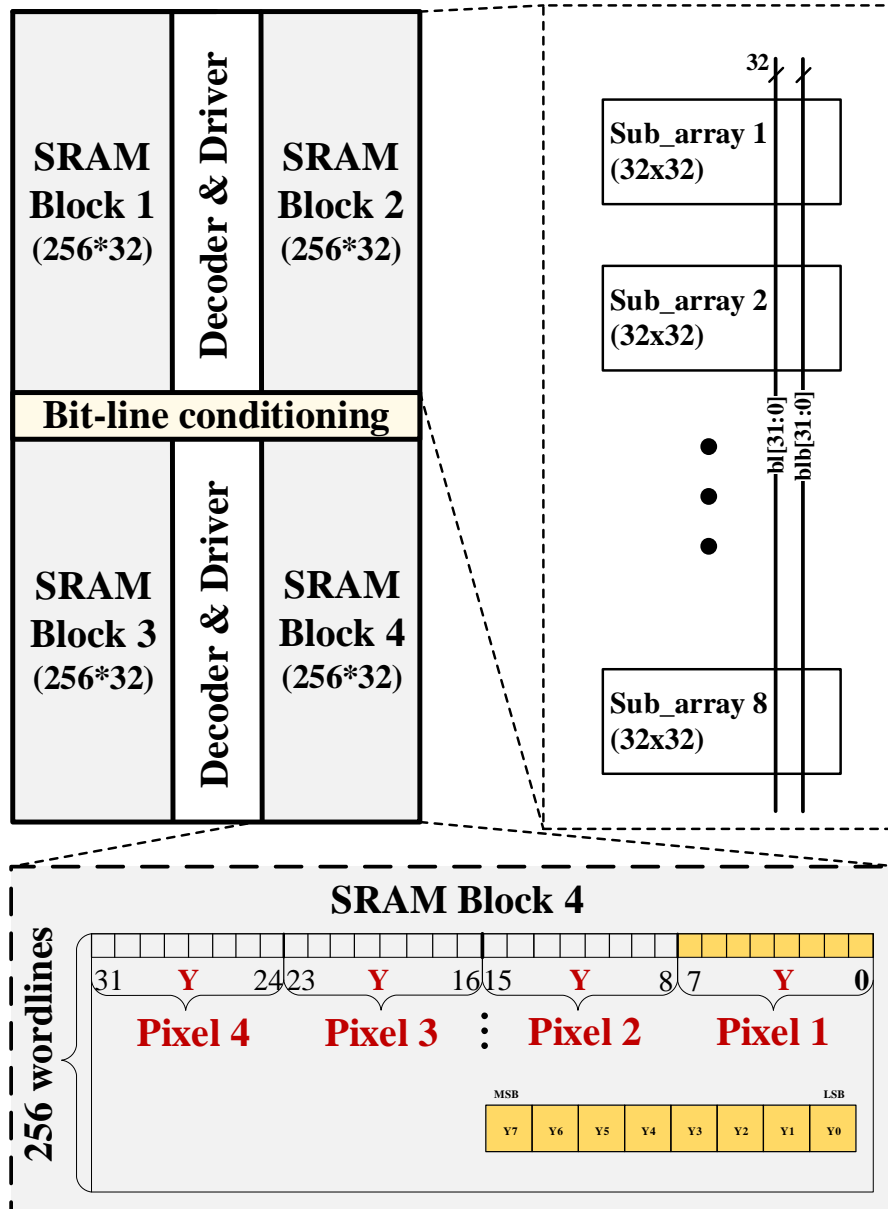 SRAM
Block 1
(256*32)
Decoder & Driver
SRAM
Block 2
(256*32)
Bit-line conditioning
SRAM
Block 3
(256*32)
Decoder & Driver
SRAM
Block 4
(256*32)
32
Sub_array 1
(32x32)
Sub_array 2
(32x32)
bl[31:0]
blb[31:0]
Sub_array 8
(32x32)
SRAM Block 4
256 wordlines
31 Y 24 23 Y 16 15 Y 8 7 Y 0
Pixel 4 Pixel 3 Pixel 2 Pixel 1
MSB LSB
Y7 Y6 Y5 Y4 Y3 Y2 Y1 Y0